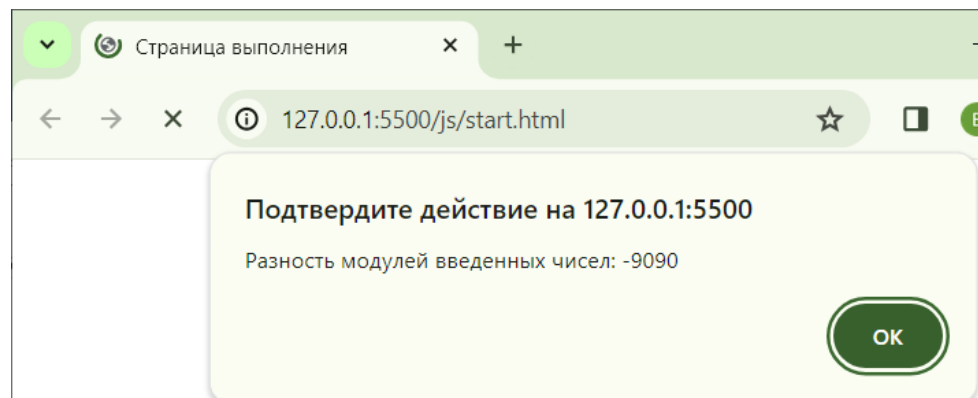 Страница выполнения
127.0.0.1:5500/js/start.html
Подтвердите действие на 127.0.0.1:5500
Разность модулей введенных чисел: -9090
ОК